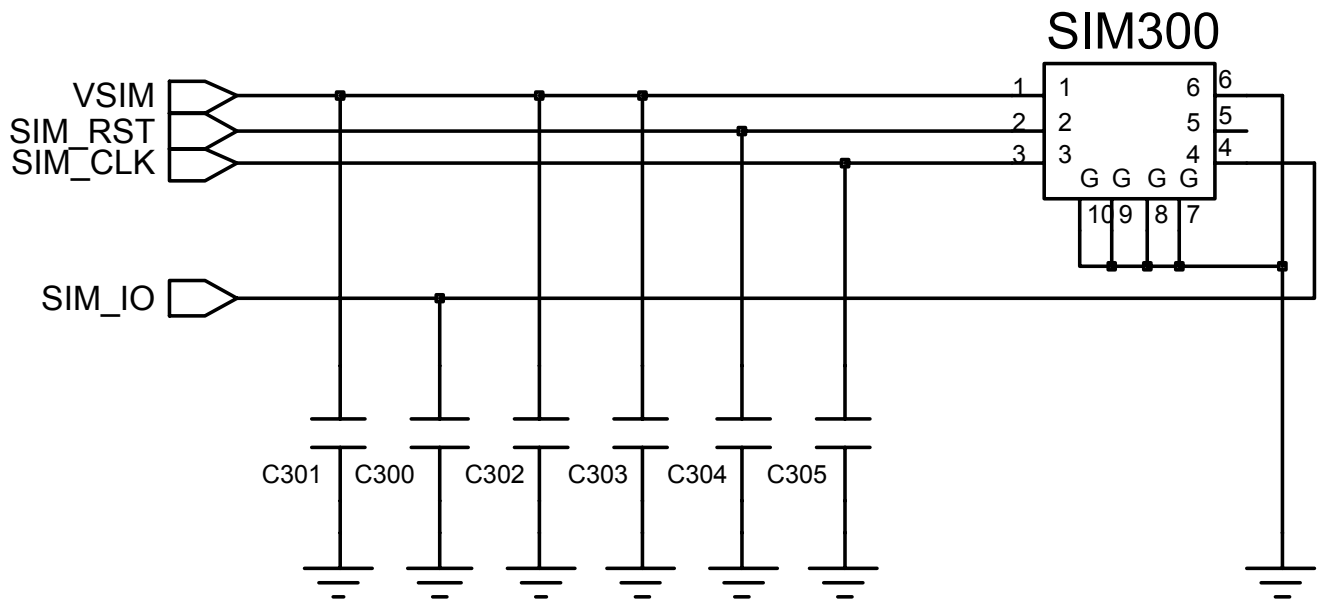 SIM300
VSIM
1 1 6 6
SIM_RST
2 2 5 5
SIM_CLK
3 3 4 4
G G G G
10 9 8 7
SIM_IO
C301 C300 C302 C303 C304 C305